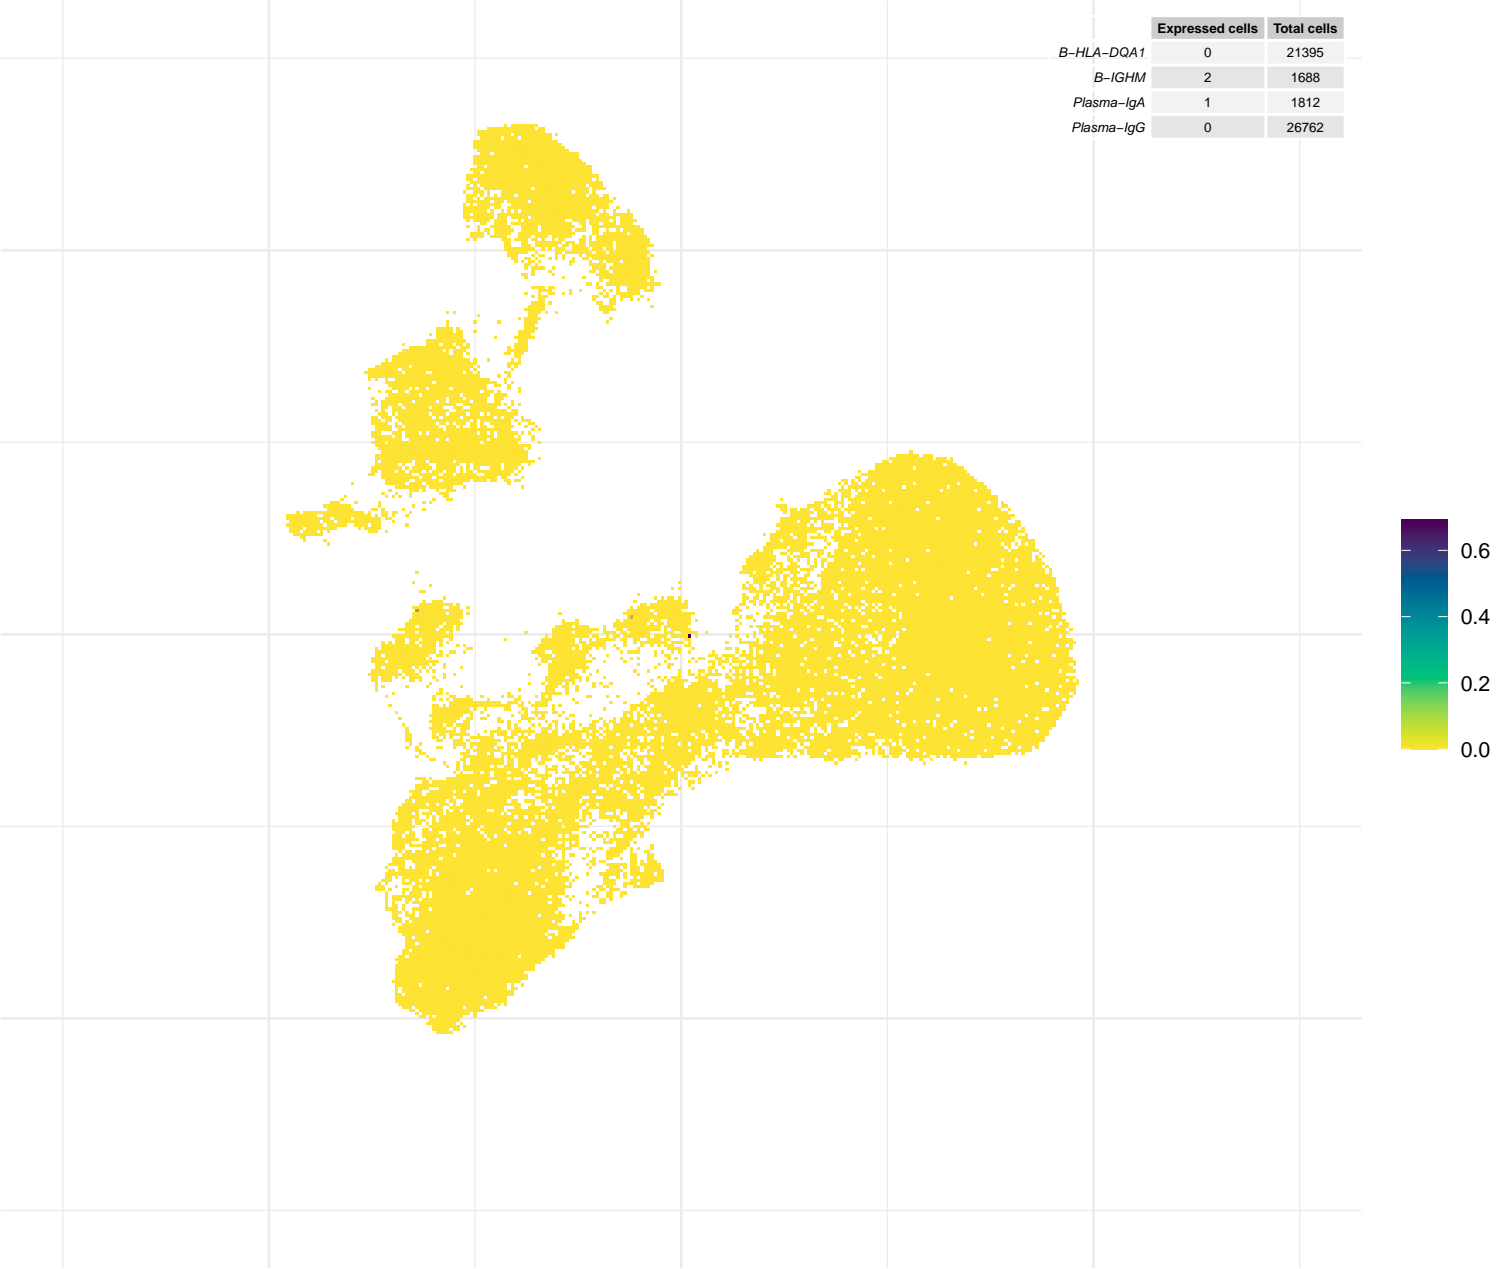 Expressed cells Total cells
B−HLA−DQA1 0 21395
B−IGHM 2 1688
Plasma−IgA 1 1812
Plasma−IgG 0 26762
0.6
0.4
0.2
0.0